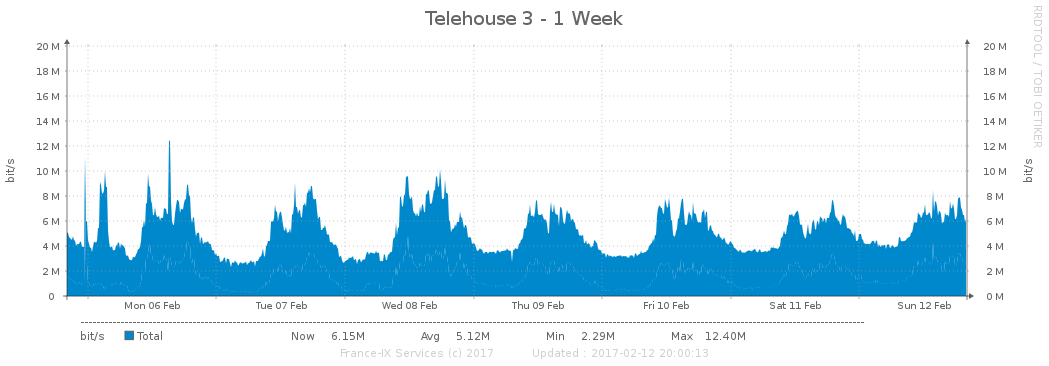 Telehouse 3 - 1 Week
RRDTOOL / TOBI OETIKER
20 M 20 M
18 M 18 M
16 M 16 M
14 M 14 M
12 M 12 M
10 M 10 M
8 M 8 M
6 M 6 M
4 M 4 M
2 M 2 M
0 0 M
bit/s bit/s
Mon 06 Feb Tue 07 Feb Wed 08 Feb Thu 09 Feb Fri 10 Feb Sat 11 Feb Sun 12 Feb
bit/s Total Now 6.15M Avg 5.12M Min 2.29M Max 12.40M
France-IX Services (c) 2017 Updated : 2017-02-12 20:00:13